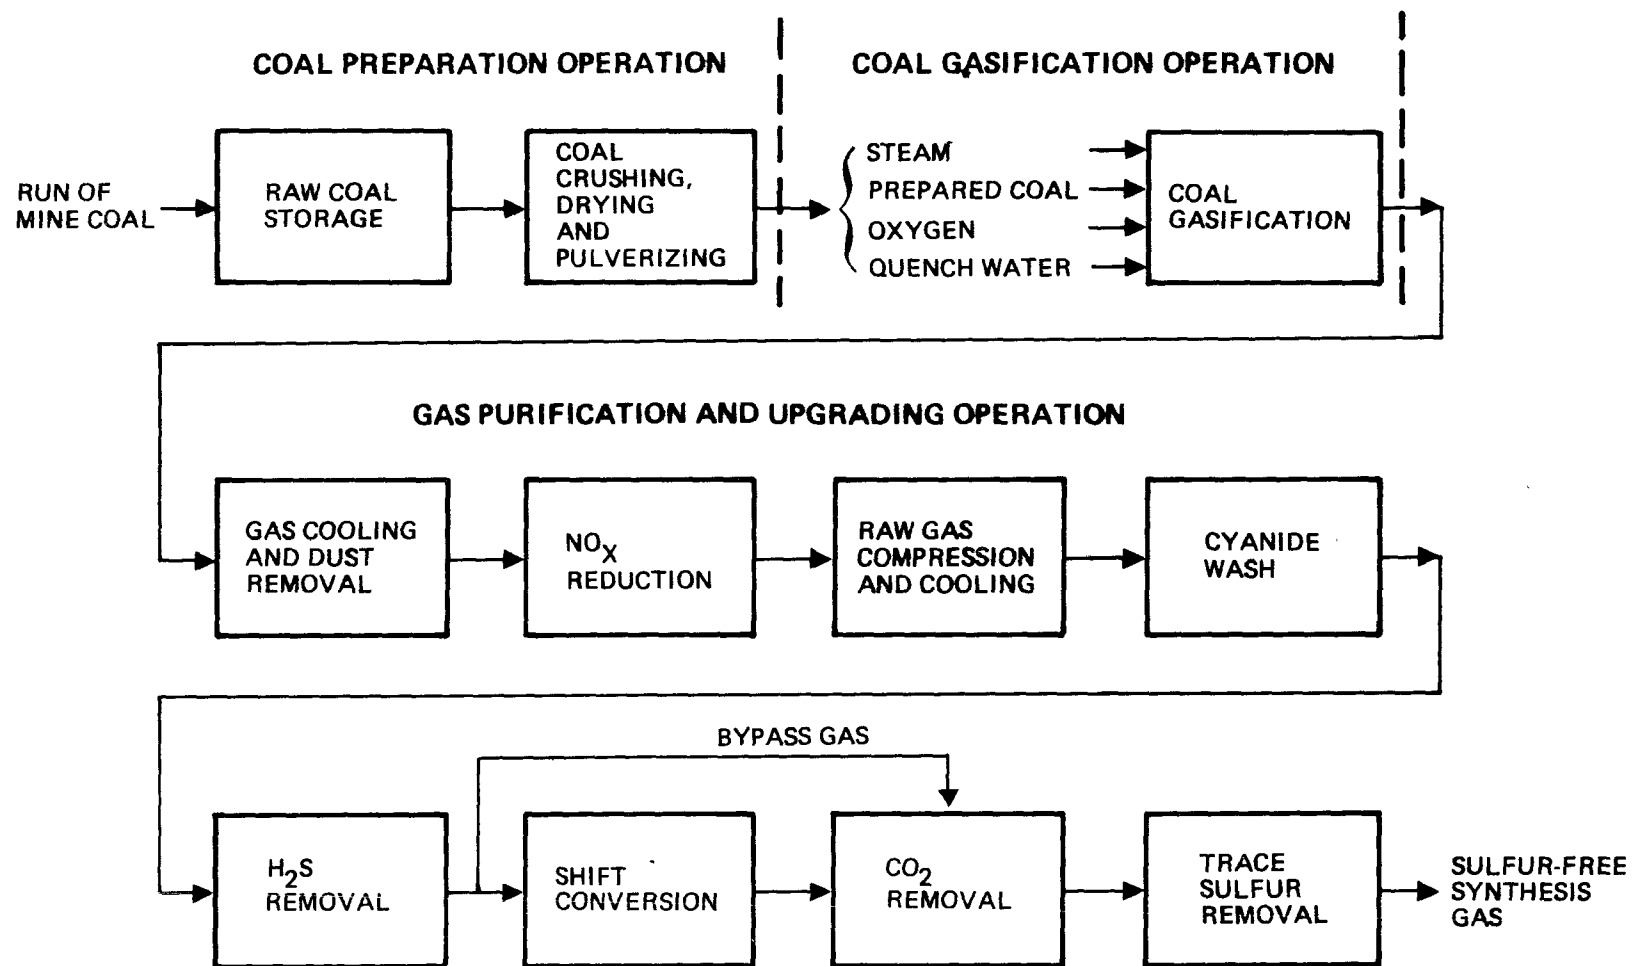 COAL PREPARATION OPERATION
COAL GASIFICATION OPERATION
RUN OF
MINE COAL
RAW COAL
STORAGE
COAL
CRUSHING,
DRYING
AND
PULVERIZING
STEAM
PREPARED COAL
OXYGEN
QUENCH WATER
COAL
GASIFICATION
GAS PURIFICATION AND UPGRADING OPERATION
GAS COOLING
AND DUST
REMOVAL
NOX
REDUCTION
RAW GAS
COMPRESSION
AND COOLING
CYANIDE
WASH
BYPASS GAS
H2S
REMOVAL
SHIFT
CONVERSION
CO2
REMOVAL
TRACE
SULFUR
REMOVAL
SULFUR-FREE
SYNTHESIS
GAS